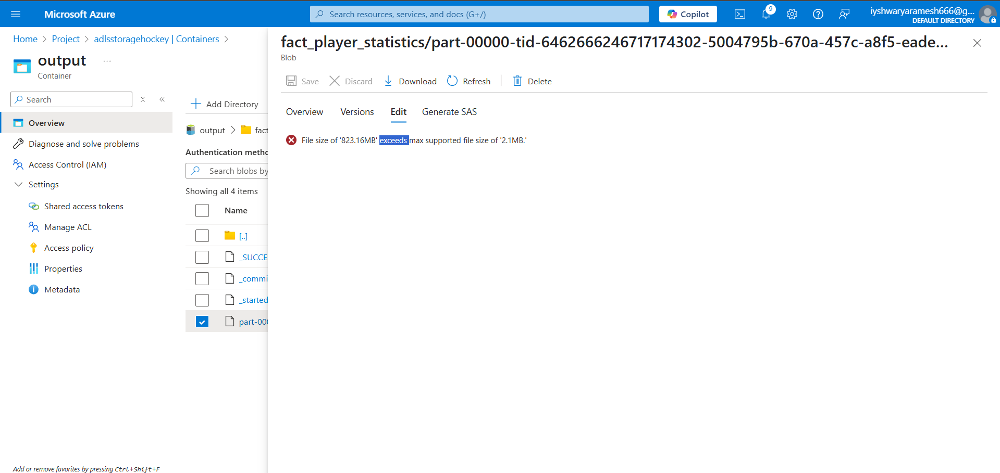 Microsoft Azure
Search resources, services, and docs (G+/)
Copilot
9
iyshwaryaramesh666@g...
DEFAULT DIRECTORY
Home > Project > adlsstoragehockey | Containers >
output ...
Container
Search
Overview
Diagnose and solve problems
Access Control (IAM)
Settings
Shared access tokens
Manage ACL
Access policy
Properties
Metadata
Add or remove favorites by pressing Ctrl+Shift+F
Add Directory
output > fact
Authentication metho
Search blobs by
Showing all 4 items
Name
[..]
_SUCCE
_commi
_started
part-000
fact_player_statistics/part-00000-tid-6462666246717174302-5004795b-670a-457c-a8f5-eade...
Blob
Save Discard Download Refresh Delete
Overview Versions Edit Generate SAS
File size of '823.16MB' exceeds max supported file size of '2.1MB.'